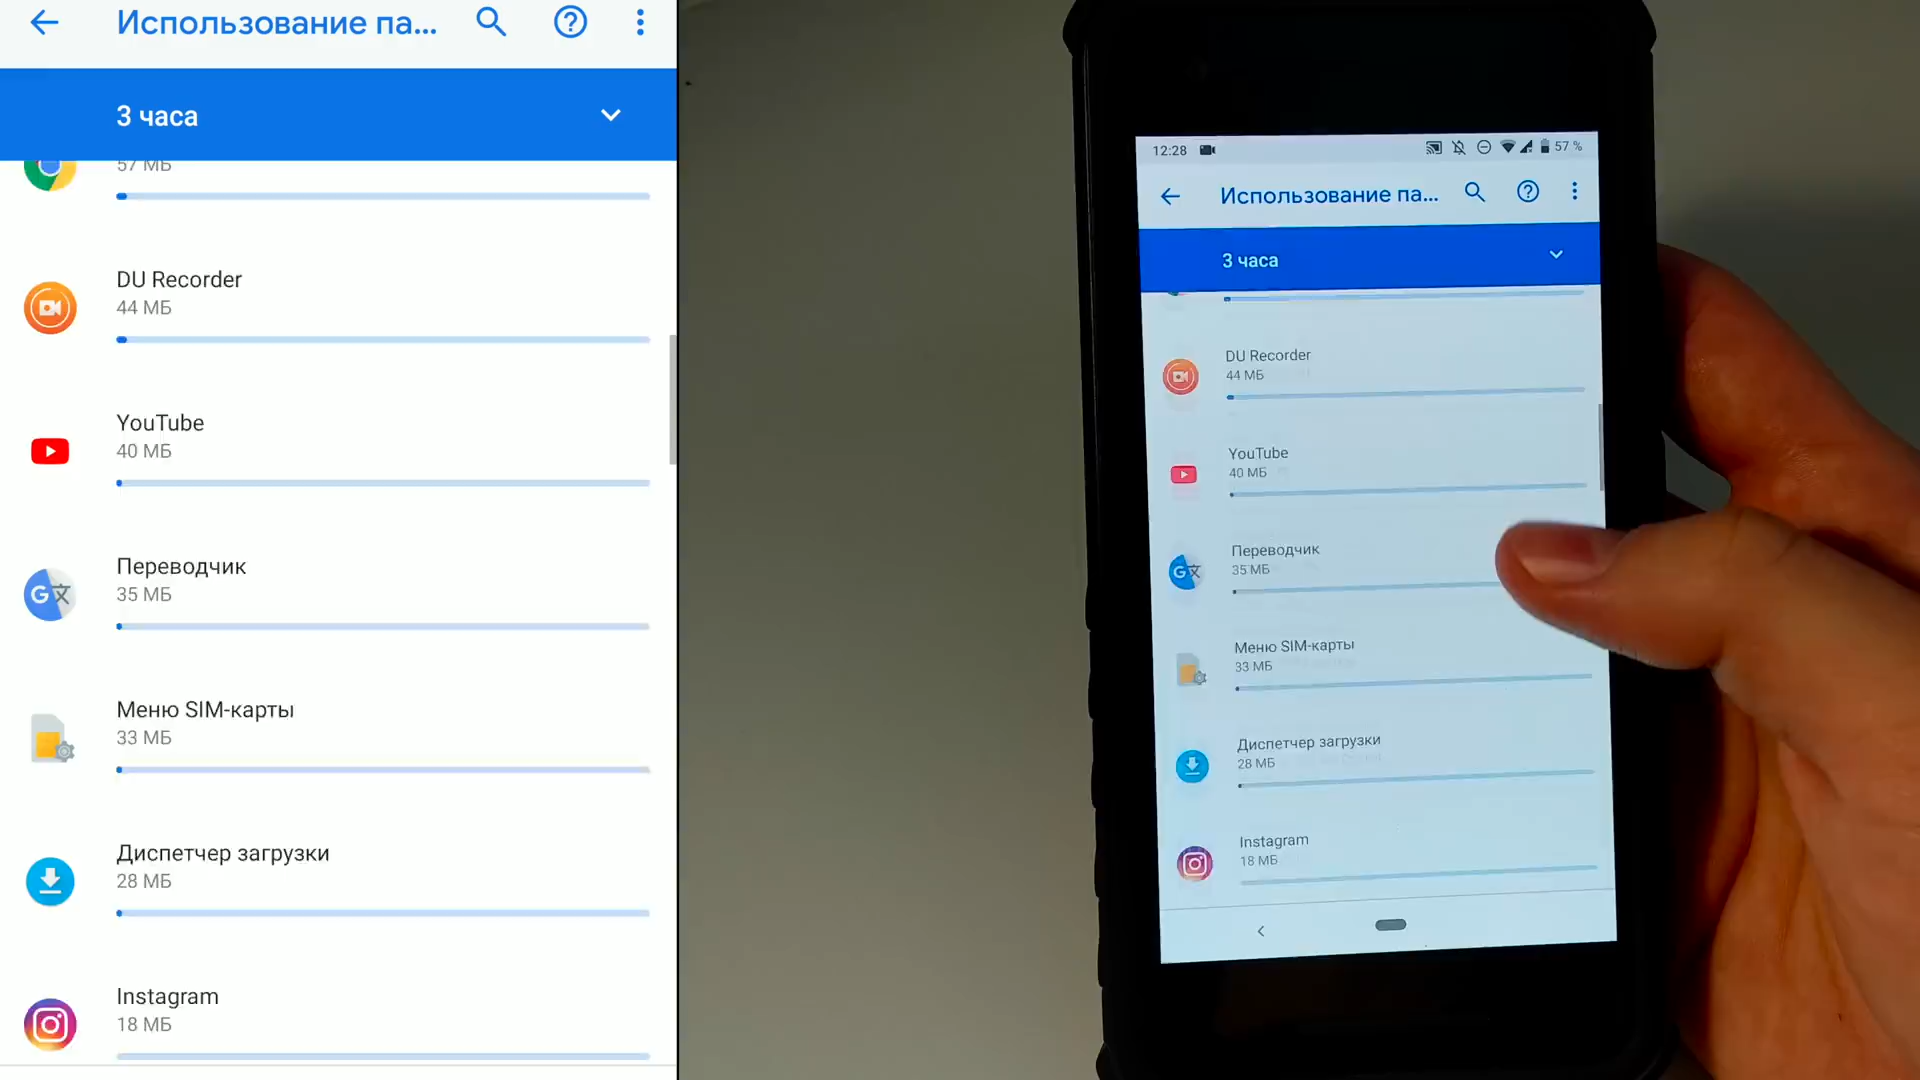 Использование па...
3 часа
57 МБ
DU Recorder
44 МБ
YouTube
40 МБ
Переводчик
35 МБ
Меню SIM-карты
33 МБ
Диспетчер загрузки
28 МБ
Instagram
18 МБ
12:28
57 %
Использование па...
3 часа
DU Recorder
44 МБ
YouTube
40 МБ
Переводчик
35 МБ
Меню SIM-карты
33 МБ
Диспетчер загрузки
28 МБ
Instagram
18 МБ